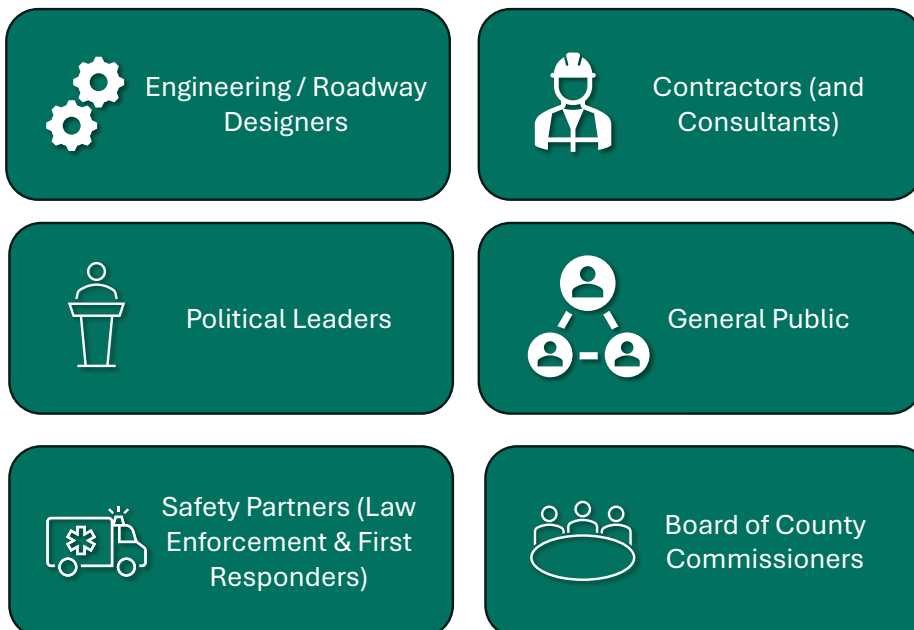 Engineering / Roadway
Designers
Contractors (and
Consultants)
Political Leaders
General Public
Safety Partners (Law
Enforcement & First
Responders)
Board of County
Commissioners